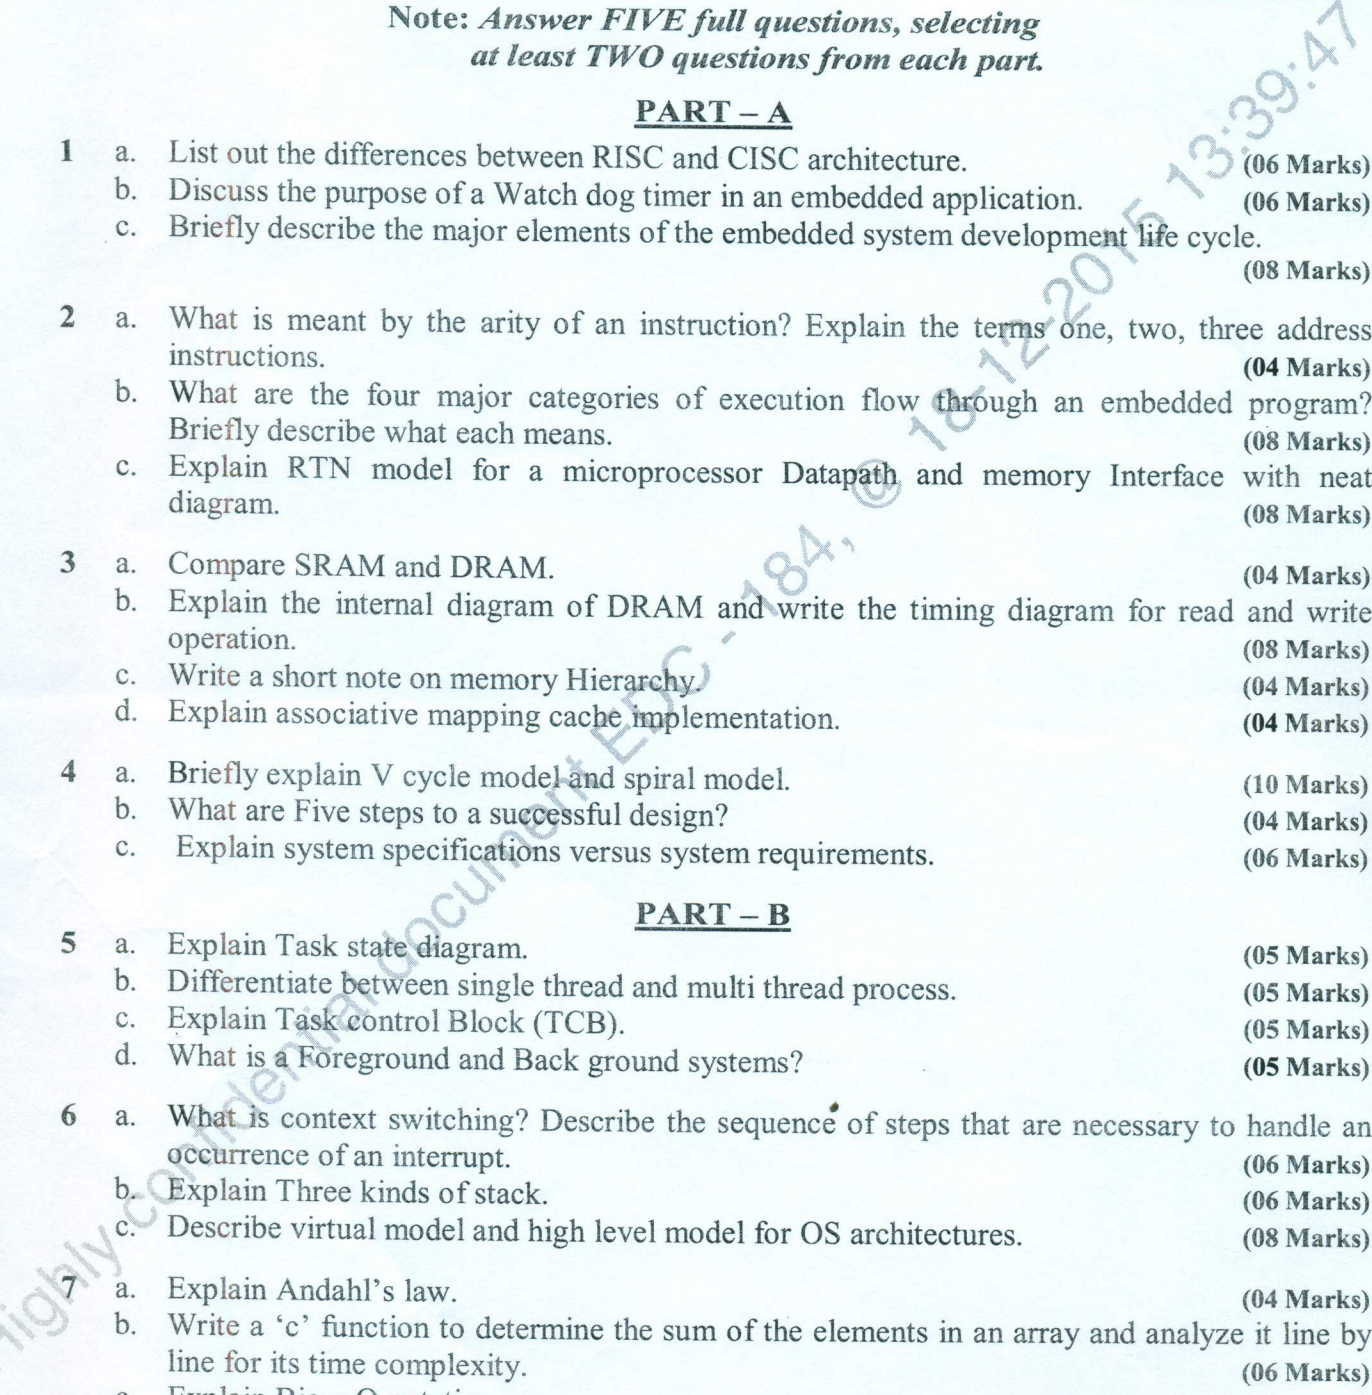 Note: Answer FIVE full questions, selecting
at least TWO questions from each part.
PART – A
1 a. List out the differences between RISC and CISC architecture. (06 Marks)
b. Discuss the purpose of a Watch dog timer in an embedded application. (06 Marks)
c. Briefly describe the major elements of the embedded system development life cycle.
(08 Marks)
2 a. What is meant by the arity of an instruction? Explain the terms one, two, three address
instructions. (04 Marks)
b. What are the four major categories of execution flow through an embedded program?
Briefly describe what each means. (08 Marks)
c. Explain RTN model for a microprocessor Datapath and memory Interface with neat
diagram. (08 Marks)
3 a. Compare SRAM and DRAM. (04 Marks)
b. Explain the internal diagram of DRAM and write the timing diagram for read and write
operation. (08 Marks)
c. Write a short note on memory Hierarchy. (04 Marks)
d. Explain associative mapping cache implementation. (04 Marks)
4 a. Briefly explain V cycle model and spiral model. (10 Marks)
b. What are Five steps to a successful design? (04 Marks)
c. Explain system specifications versus system requirements. (06 Marks)
PART – B
5 a. Explain Task state diagram. (05 Marks)
b. Differentiate between single thread and multi thread process. (05 Marks)
c. Explain Task control Block (TCB). (05 Marks)
d. What is a Foreground and Back ground systems? (05 Marks)
6 a. What is context switching? Describe the sequence of steps that are necessary to handle an
occurrence of an interrupt. (06 Marks)
b. Explain Three kinds of stack. (06 Marks)
c. Describe virtual model and high level model for OS architectures. (08 Marks)
7 a. Explain Andahl's law. (04 Marks)
b. Write a 'c' function to determine the sum of the elements in an array and analyze it line by
line for its time complexity. (06 Marks)
c. Explain
confidential document EDC - 184, @ 18-12-2015 13:39:47